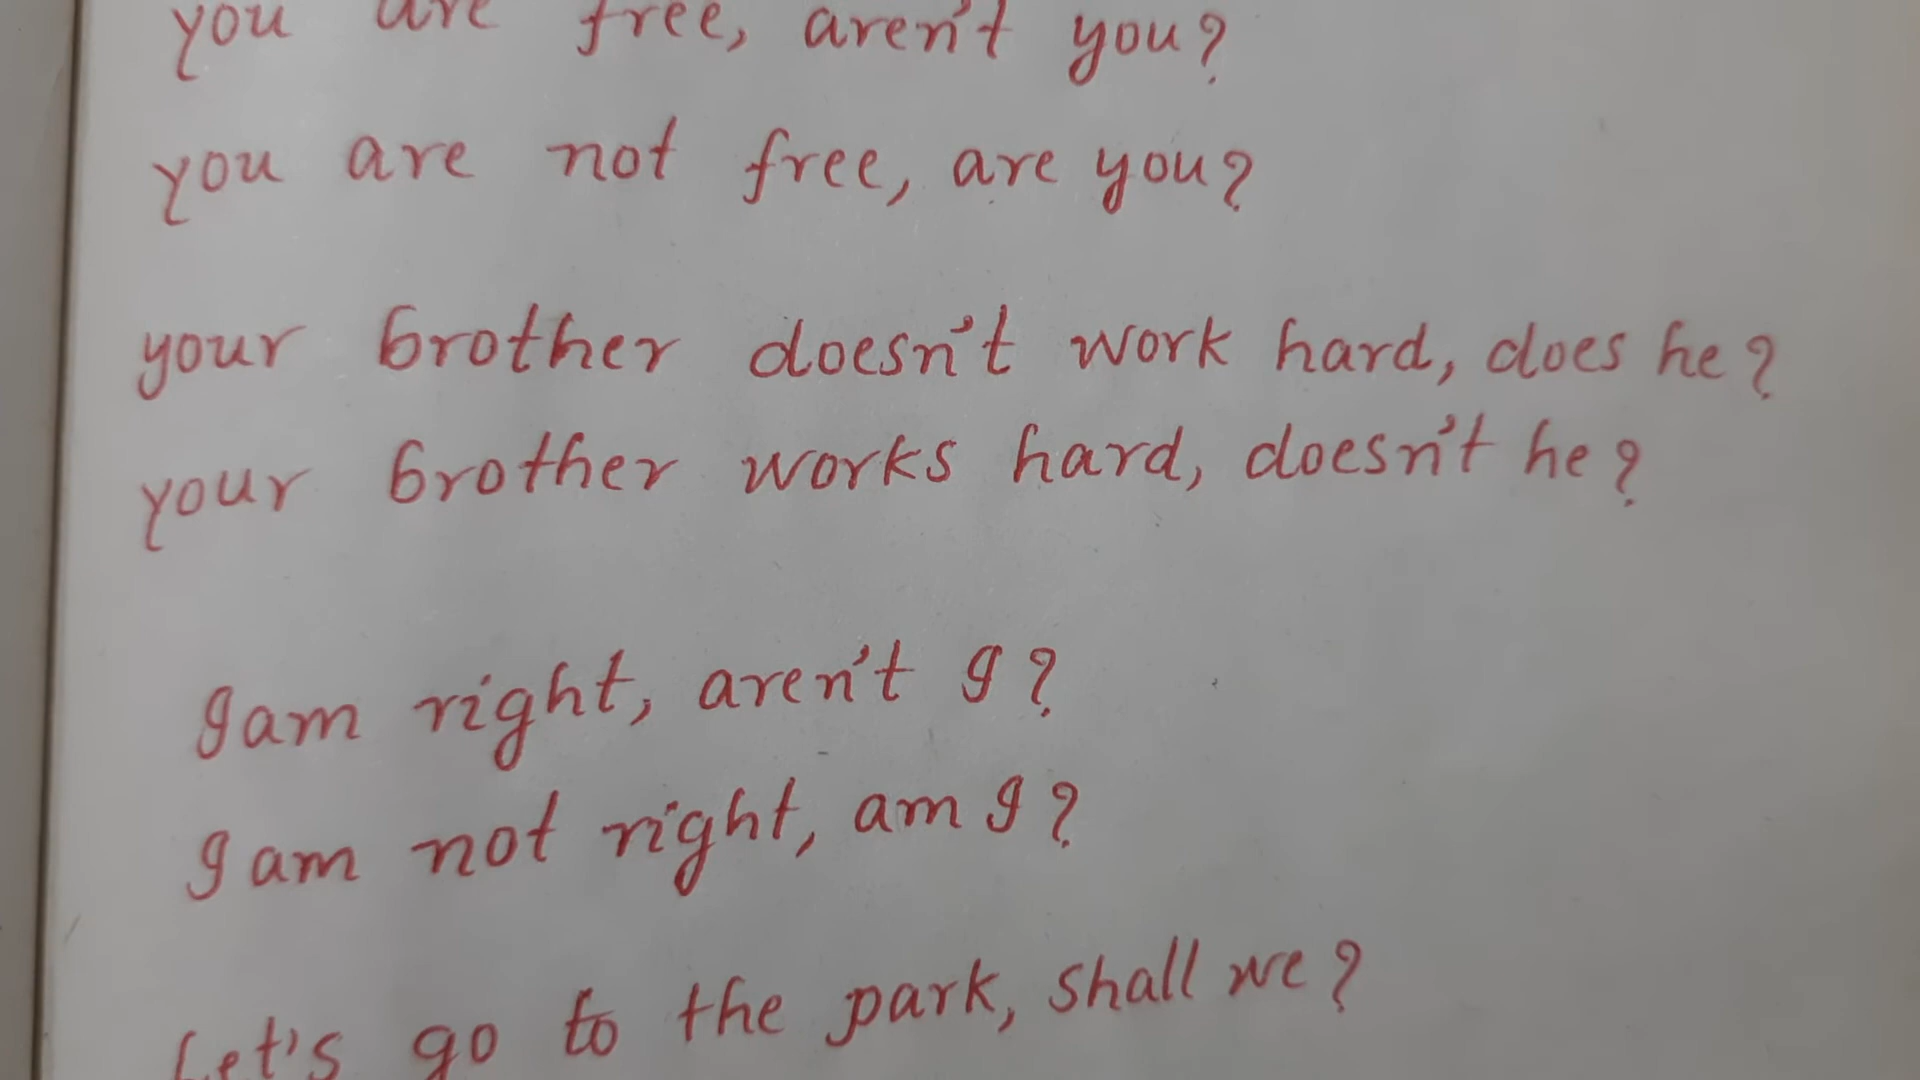 you are free, aren't you?
you are not free, are you?
your brother doesn't work hard, does he?
your brother works hard, doesn't he?
I am right, aren't I?
I am not right, am I?
Let's go to the park, shall we?